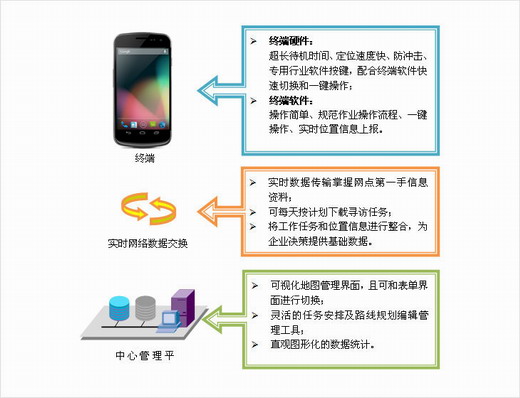 终端硬件：
超长待机时间、定位速度快、防冲击、
专用行业软件按键，配合终端软件快
速切换和一键操作；
终端软件：
操作简单、规范作业操作流程、一键
操作、实时位置信息上报。
终端
实时数据传输掌握网点第一手信息
资料；
可每天按计划下载寻访任务；
将工作任务和位置信息进行整合，为
企业决策提供基础数据。
实时网络数据交换
可视化地图管理界面，且可和表单界
面进行切换；
灵活的任务安排及路线规划编辑
管理工具；
直观图形化的数据统计。
中心管理平